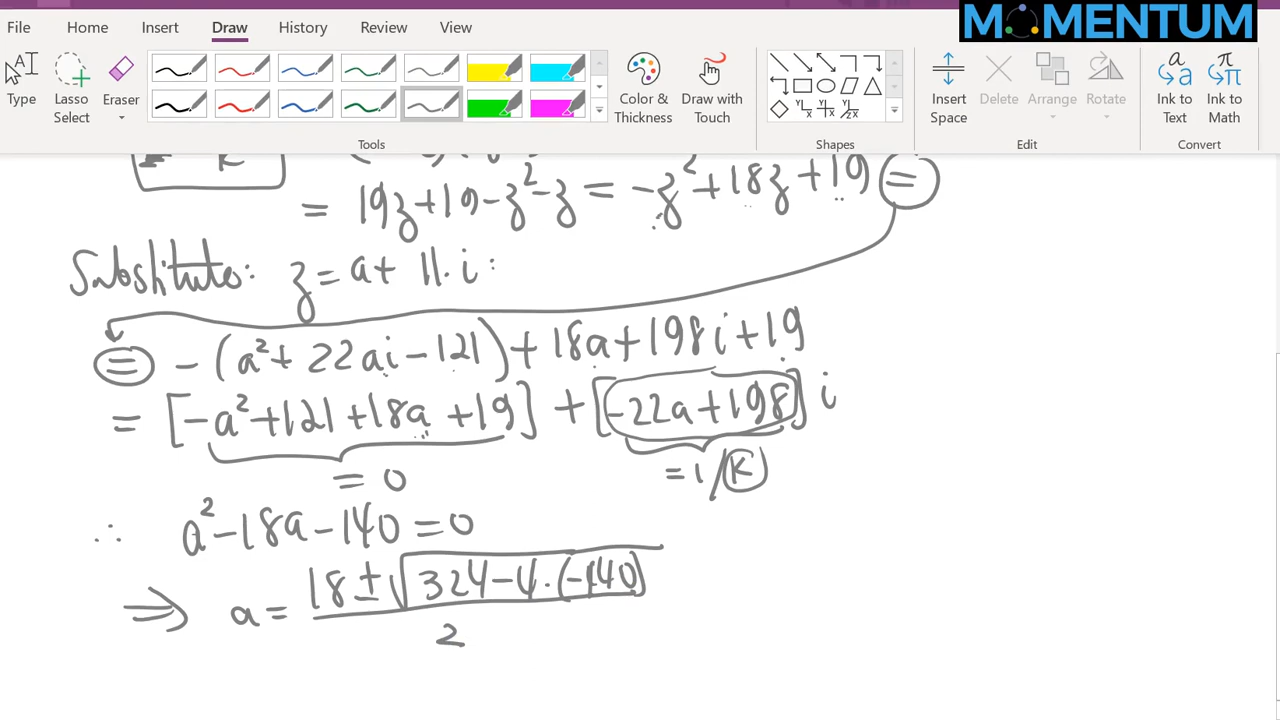 MOMENTUM
File Home Insert Draw History Review View
Type Lasso Select Eraser Color & Thickness Draw with Touch Insert Space Delete Arrange Rotate Ink to Text Ink to Math
Tools Shapes Edit Convert
= 19z+19-z²-z = -z²+18z+19 =
Substitute: z = a + 11·i :
= -(a²+22ai-121)+18a+198i+19
= [-a²+121+18a+19] + [-22a+198] i
= 0 = 1/K
∴ a²-18a-140=0
⇒ a = 18±√324-4·(-140)
2